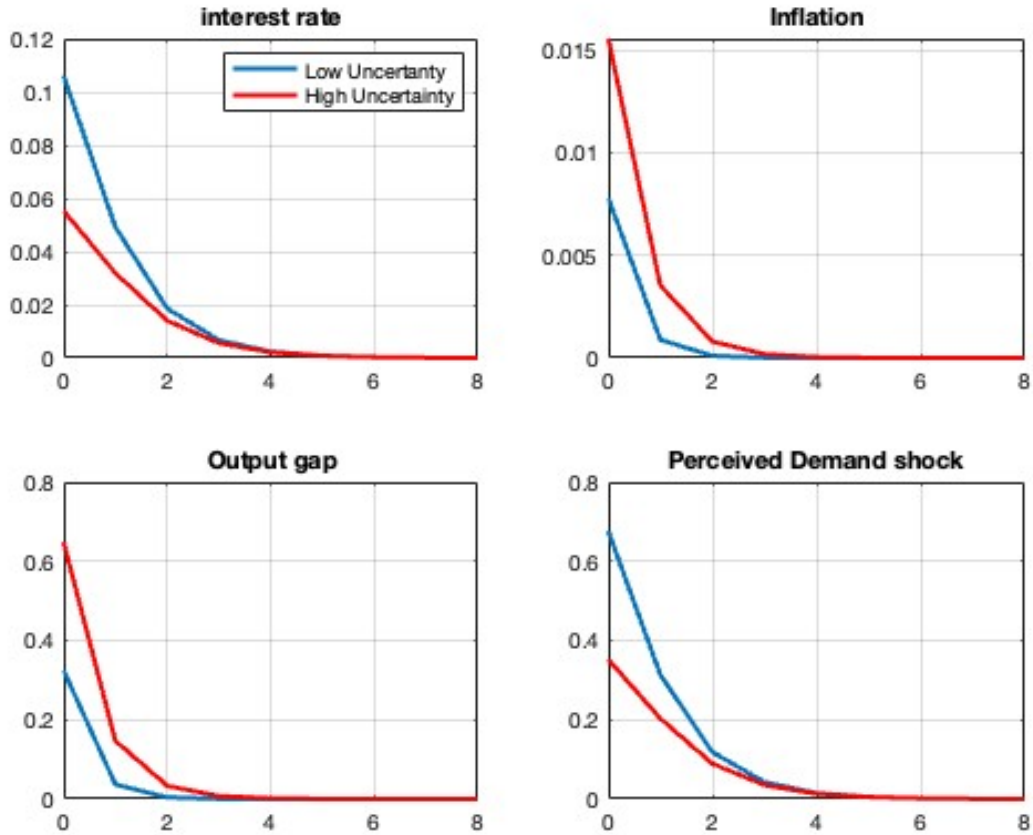 interest rate
0.12
0.1
0.08
0.06
0.04
0.02
0
0 2 4 6 8
Low Uncertanty
High Uncertainty
Inflation
0.015
0.01
0.005
0
0 2 4 6 8
Output gap
0.8
0.6
0.4
0.2
0
0 2 4 6 8
Perceived Demand shock
0.8
0.6
0.4
0.2
0
0 2 4 6 8